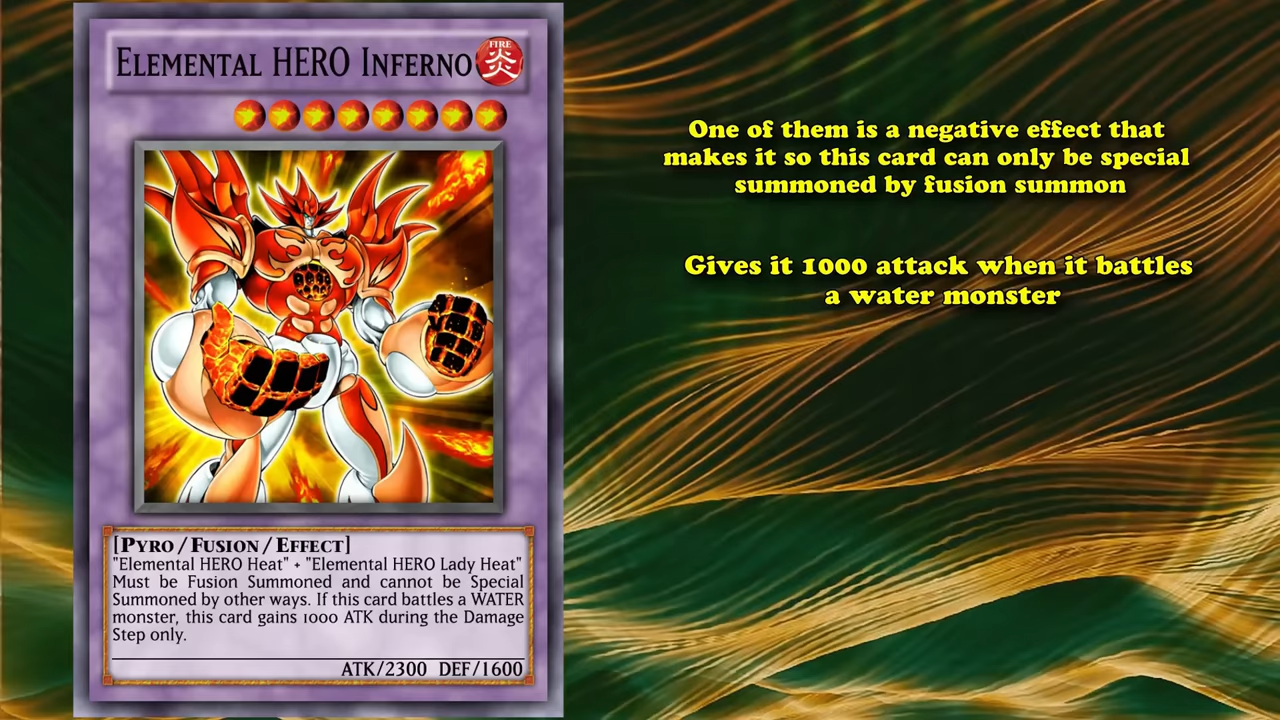 Elemental HERO Inferno
FIRE
炎
[Pyro / Fusion / Effect]
"Elemental HERO Heat" + "Elemental HERO Lady Heat"
Must be Fusion Summoned and cannot be Special
Summoned by other ways. If this card battles a WATER
monster, this card gains 1000 ATK during the Damage
Step only.
ATK/2300 DEF/1600
One of them is a negative effect that
makes it so this card can only be special
summoned by fusion summon
Gives it 1000 attack when it battles
a water monster